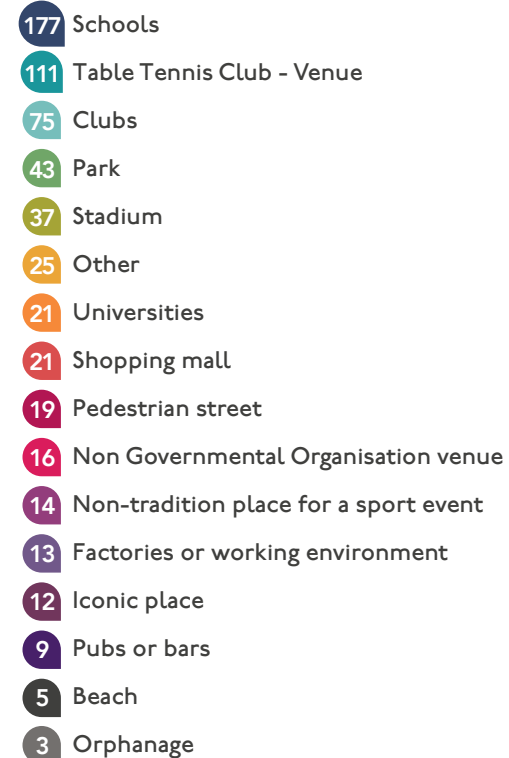 177 Schools
111 Table Tennis Club - Venue
75 Clubs
43 Park
37 Stadium
25 Other
21 Universities
21 Shopping mall
19 Pedestrian street
16 Non Governmental Organisation venue
14 Non-tradition place for a sport event
13 Factories or working environment
12 Iconic place
9 Pubs or bars
5 Beach
3 Orphanage